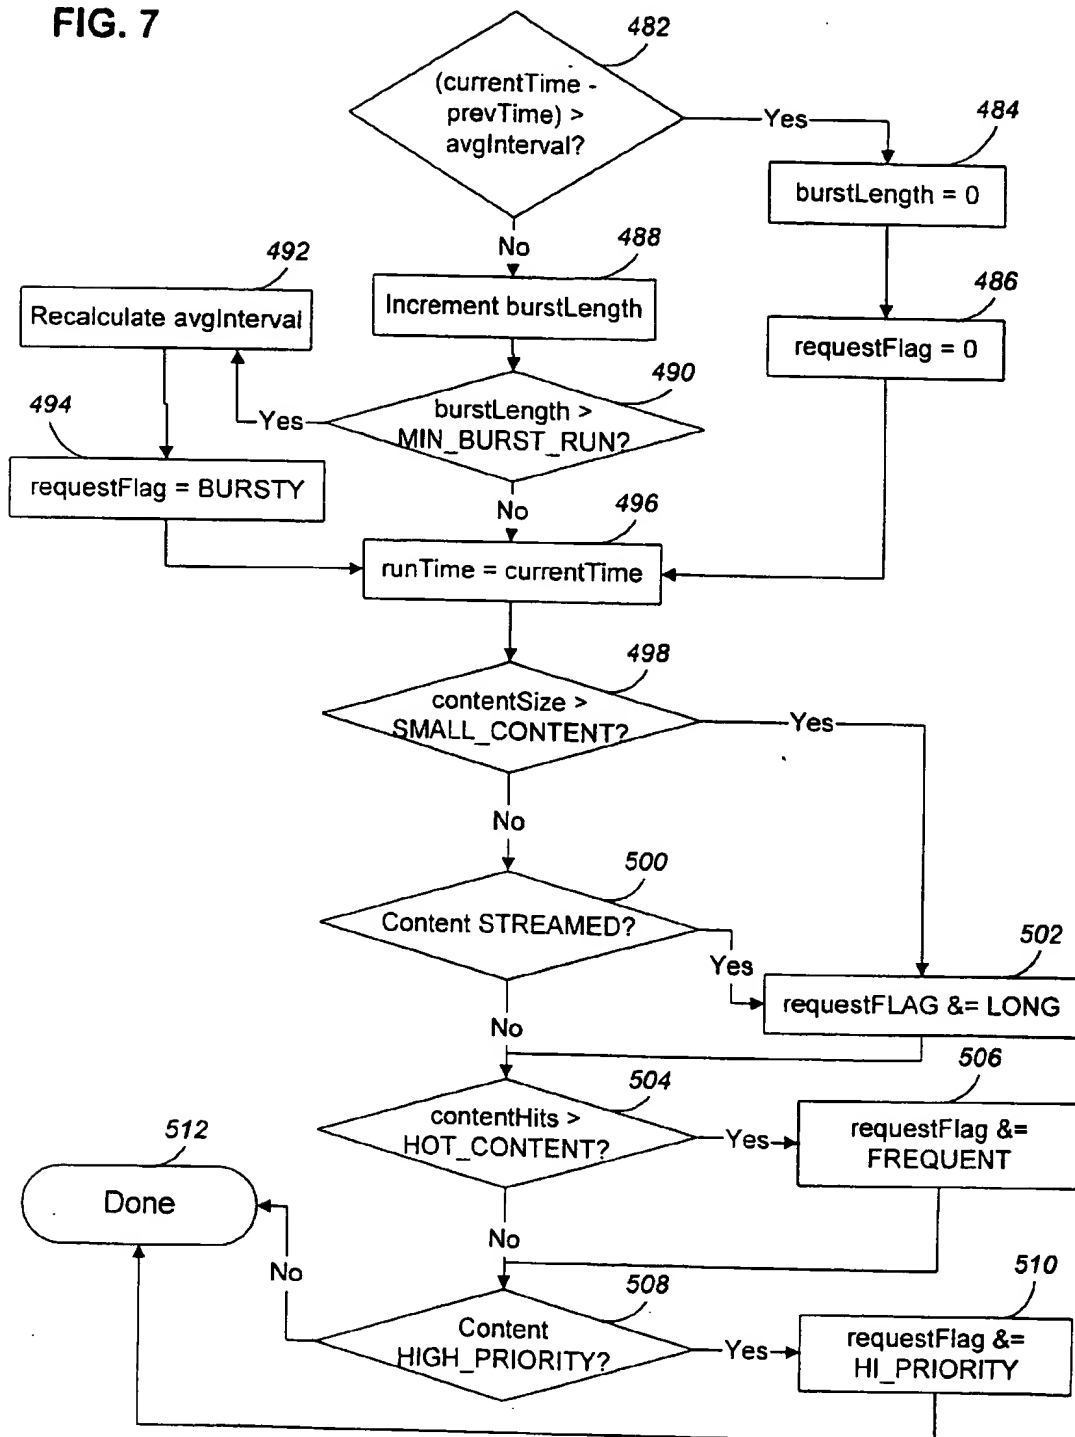 FIG. 7
482
(currentTime -
prevTime) >
avgInterval?
Yes
484
burstLength = 0
No
488
492
Increment burstLength
Recalculate avgInterval
486
requestFlag = 0
490
burstLength >
MIN_BURST_RUN?
Yes
494
requestFlag = BURSTY
No
496
runTime = currentTime
498
contentSize >
SMALL_CONTENT?
Yes
No
500
Content STREAMED?
Yes
502
requestFLAG &= LONG
No
504
contentHits >
HOT_CONTENT?
Yes
506
requestFlag &=
FREQUENT
512
Done
No
No
508
Content
HIGH_PRIORITY?
Yes
510
requestFlag &=
HI_PRIORITY